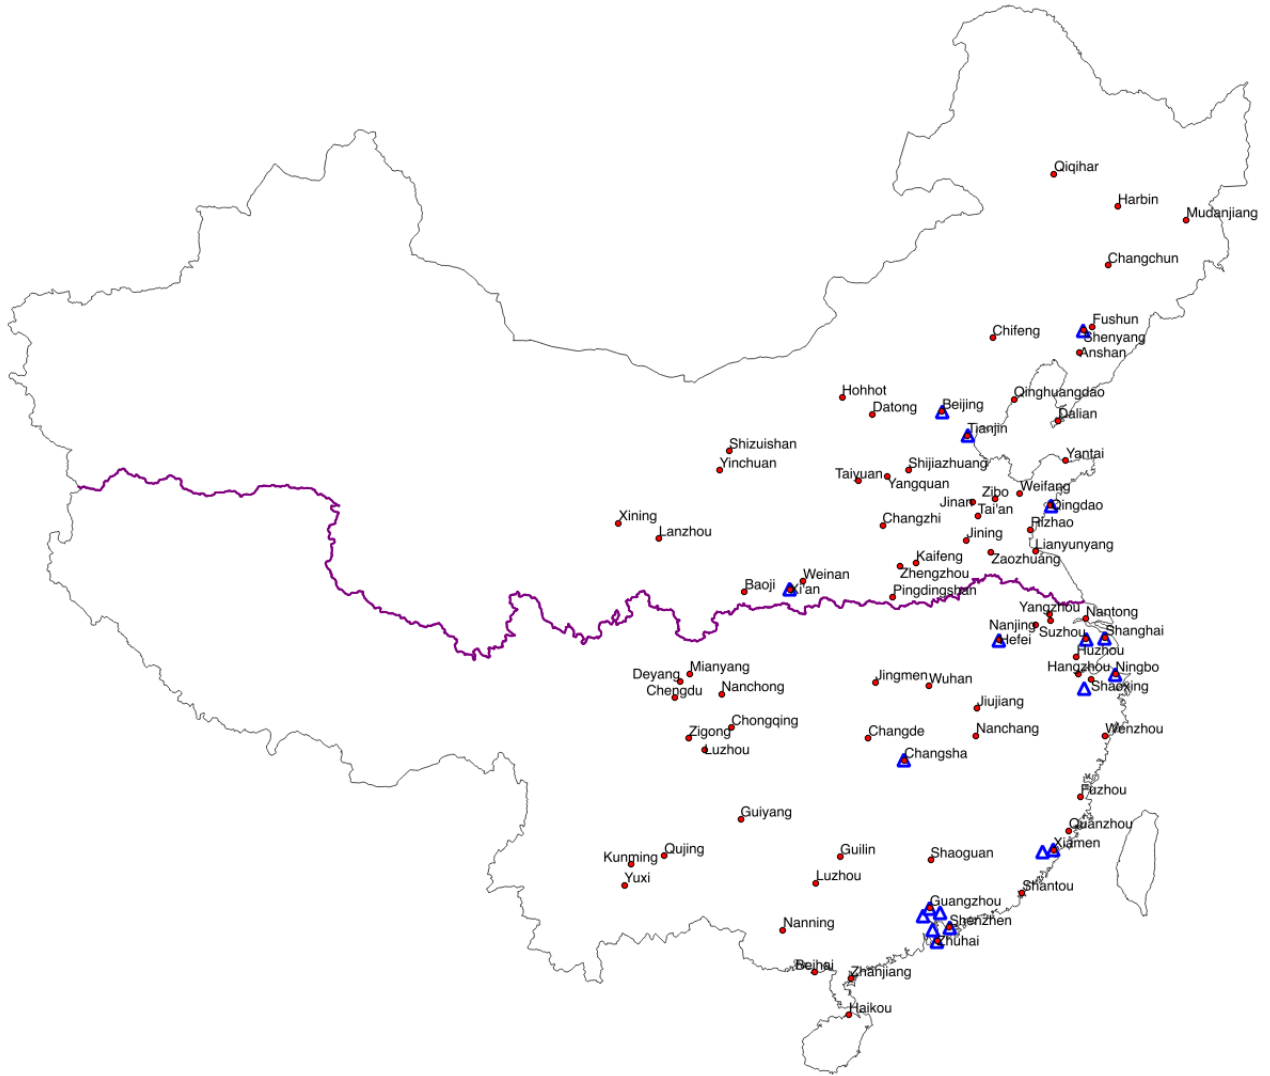 Qiqihar
Harbin
Mudanjiang
Changchun
Fushun
Chifeng
Shenyang
Anshan
Hohhot
Qinghuangdao
Datong
Beijing
Dalian
Tianjin
Shizuishan
Yantai
Yinchuan
Shijiazhuang
Taiyuan
Yangquan
Weifang
Zibo
Jinan
Qingdao
Tai'an
Xining
Changzhi
Rizhao
Lanzhou
Jining
Lianyunyang
Kaifeng
Zaozhuang
Zhengzhou
Weinan
Baoji
Xi'an
Pingdingshan
Yangzhou
Nantong
Nanjing
Suzhou
Shanghai
Hefei
Huzhou
Mianyang
Hangzhou
Ningbo
Deyang
Jingmen
Wuhan
Chengdu
Nanchong
Shaoxing
Jiujiang
Chongqing
Zigong
Changde
Nanchang
Wenzhou
Luzhou
Changsha
Fuzhou
Guiyang
Quanzhou
Xiamen
Qujing
Guilin
Shaoguan
Kunming
Yuxi
Luzhou
Shantou
Guangzhou
Nanning
Shenzhen
Zhuhai
Beihai
Zhanjiang
Haikou